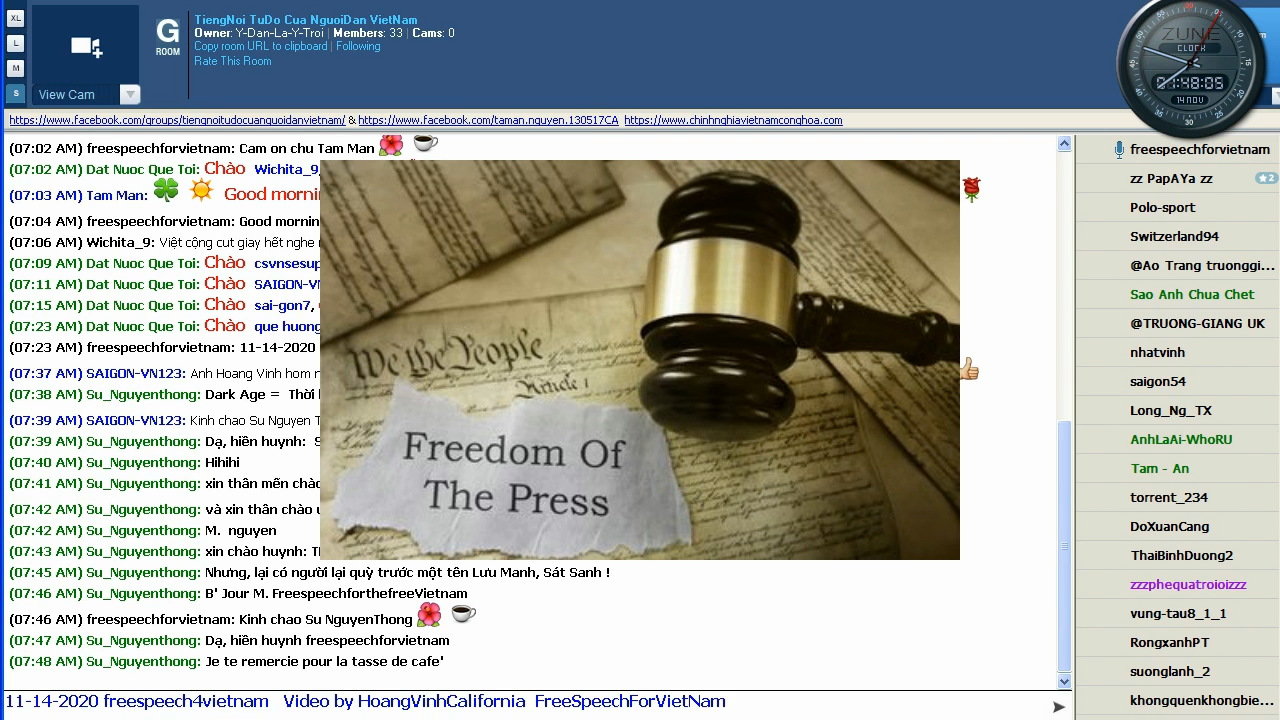 XL
L
M
S
View Cam
G
ROOM
TiengNoi TuDo Cua NguoiDan VietNam
Owner: Y-Dan-La-Y-Troi | Members: 33 | Cams: 0
Copy room URL to clipboard | Following
Rate This Room
ZUNE
CLOCK
07:48:05
14 NOV
https://www.facebook.com/groups/tiengnoitudocuanguoidanvietnam/ & https://www.facebook.com/taman.nguyen.130517CA https://www.chinhnghiavietnamconghoa.com
(07:02 AM) freespeechforvietnam: Cam on chu Tam Man
(07:02 AM) Dat Nuoc Que Toi: Chào Wichita_9,
(07:03 AM) Tam Man: Good mornin
(07:04 AM) freespeechforvietnam: Good mornin
(07:06 AM) Wichita_9: Việt cộng cut giay hết nghe
(07:09 AM) Dat Nuoc Que Toi: Chào csvnsesup
(07:11 AM) Dat Nuoc Que Toi: Chào SAIGON-VN
(07:15 AM) Dat Nuoc Que Toi: Chào sai-gon7,
(07:23 AM) Dat Nuoc Que Toi: Chào que huong
(07:23 AM) freespeechforvietnam: 11-14-2020
(07:37 AM) SAIGON-VN123: Anh Hoang Vinh hom
(07:38 AM) Su_Nguyenthong: Dark Age = Thời
(07:39 AM) SAIGON-VN123: Kinh chao Su Nguyen T
(07:39 AM) Su_Nguyenthong: Dạ, hiền huynh: S
(07:40 AM) Su_Nguyenthong: Hihihi
(07:41 AM) Su_Nguyenthong: xin thân mến chào
(07:42 AM) Su_Nguyenthong: và xin thân chào
(07:42 AM) Su_Nguyenthong: M. nguyen
(07:43 AM) Su_Nguyenthong: xin chào huynh: T
(07:45 AM) Su_Nguyenthong: Nhưng, lại có người lại quỳ trước một tên Lưu Manh, Sát Sanh !
(07:46 AM) Su_Nguyenthong: B' Jour M. FreespeechforthefreeVietnam
(07:46 AM) freespeechforvietnam: Kinh chao Su NguyenThong
(07:47 AM) Su_Nguyenthong: Dạ, hiền huynh freespeechforvietnam
(07:48 AM) Su_Nguyenthong: Je te remercie pour la tasse de cafe'
We the People
Article 1
Freedom Of
The Press
freespeechforvietnam
zz PapAYa zz
2
Polo-sport
Switzerland94
@Ao Trang truonggi...
Sao Anh Chua Chet
@TRUONG-GIANG UK
nhatvinh
saigon54
Long_Ng_TX
AnhLaAi-WhoRU
Tam - An
torrent_234
DoXuanCang
ThaiBinhDuong2
zzzphequatroioizzz
vung-tau8_1_1
RongxanhPT
suonglanh_2
khongquenkhongbie...
11-14-2020 freespeech4vietnam Video by HoangVinhCalifornia FreeSpeechForVietNam